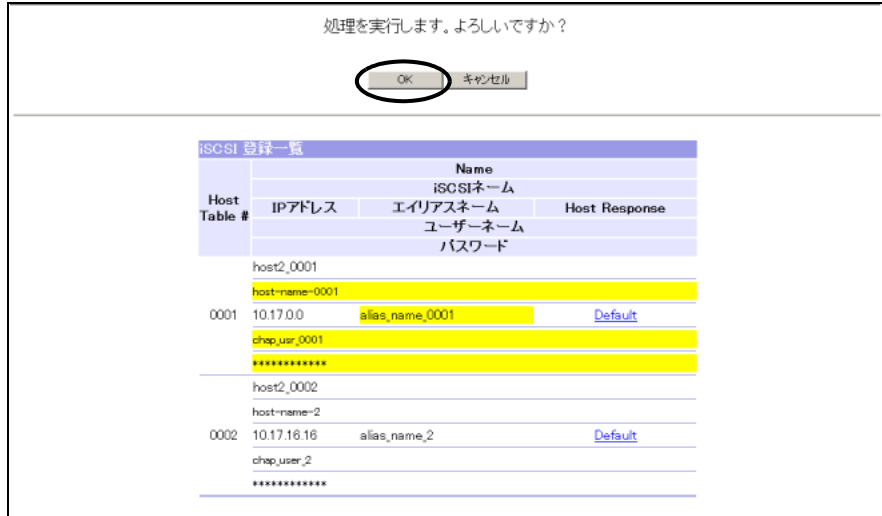 処理を実行します。よろしいですか？
OK キャンセル
iSCSI 登録一覧
Host Table #
Name
iSCSIネーム
IPアドレス エイリアスネーム Host Response
ユーザーネーム
パスワード
0001
host2_0001
host-name-0001
10.17.0.0 alias_name_0001 Default
chap_usr_0001
************
0002
host2_0002
host-name-2
10.17.16.16 alias_name_2 Default
chap_user_2
************